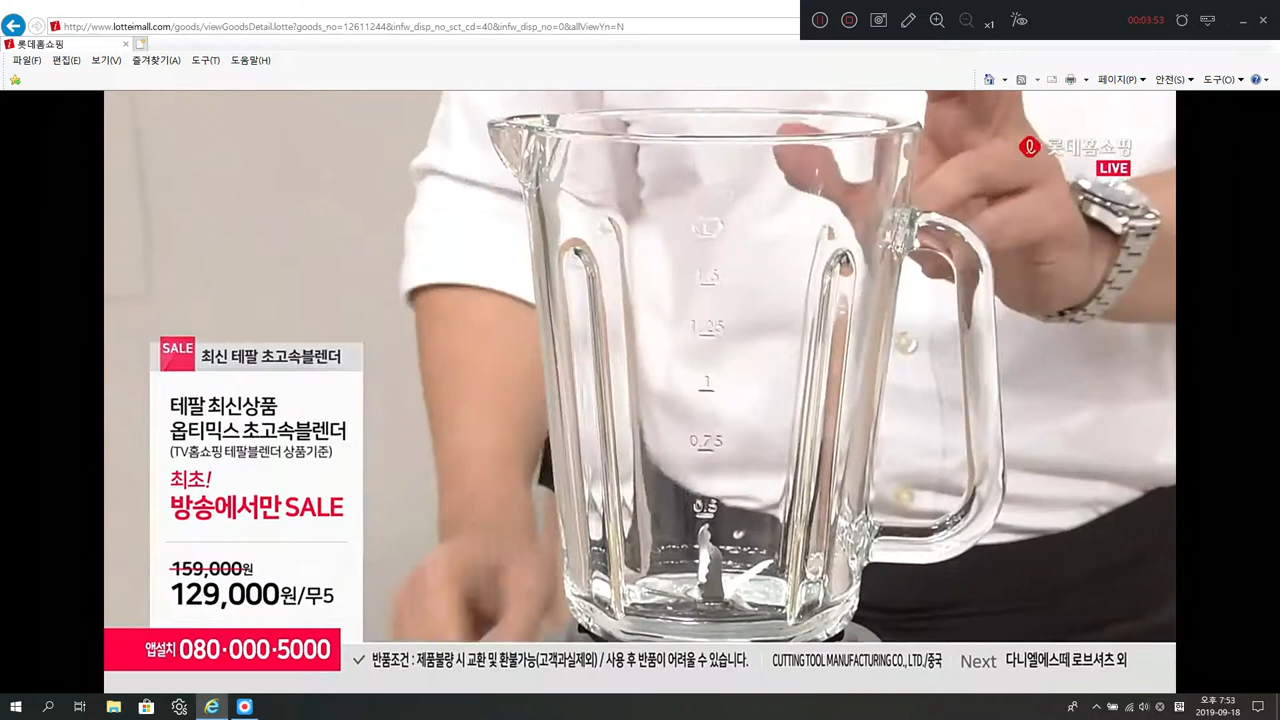 http://www.lotteimall.com/goods/viewGoodsDetail.lotte?goods_no=12611244&infw_disp_no_sct_cd=40&infw_disp_no=0&allViewYn=N
x1
00:03:53
롯데홈쇼핑
파일(F) 편집(E) 보기(V) 즐겨찾기(A) 도구(T) 도움말(H)
페이지(P) 안전(S) 도구(O)
롯데홈쇼핑
LIVE
1.5
1.25
1
0.75
0.5
SALE 최신 테팔 초고속블렌더
테팔 최신상품
옵티믹스 초고속블렌더
(TV홈쇼핑 테팔블렌더 상품기준)
최초!
방송에서만 SALE
159,000원
129,000원/무5
앱설치 080·000·5000
반품조건 : 제품불량 시 교환 및 환불가능(고객과실제외) / 사용 후 반품이 어려울 수 있습니다.
CUTTING TOOL MANUFACTURING CO., LTD./중국
Next 다니엘에스떼 로브셔츠 외
오후 7:53
2019-09-18